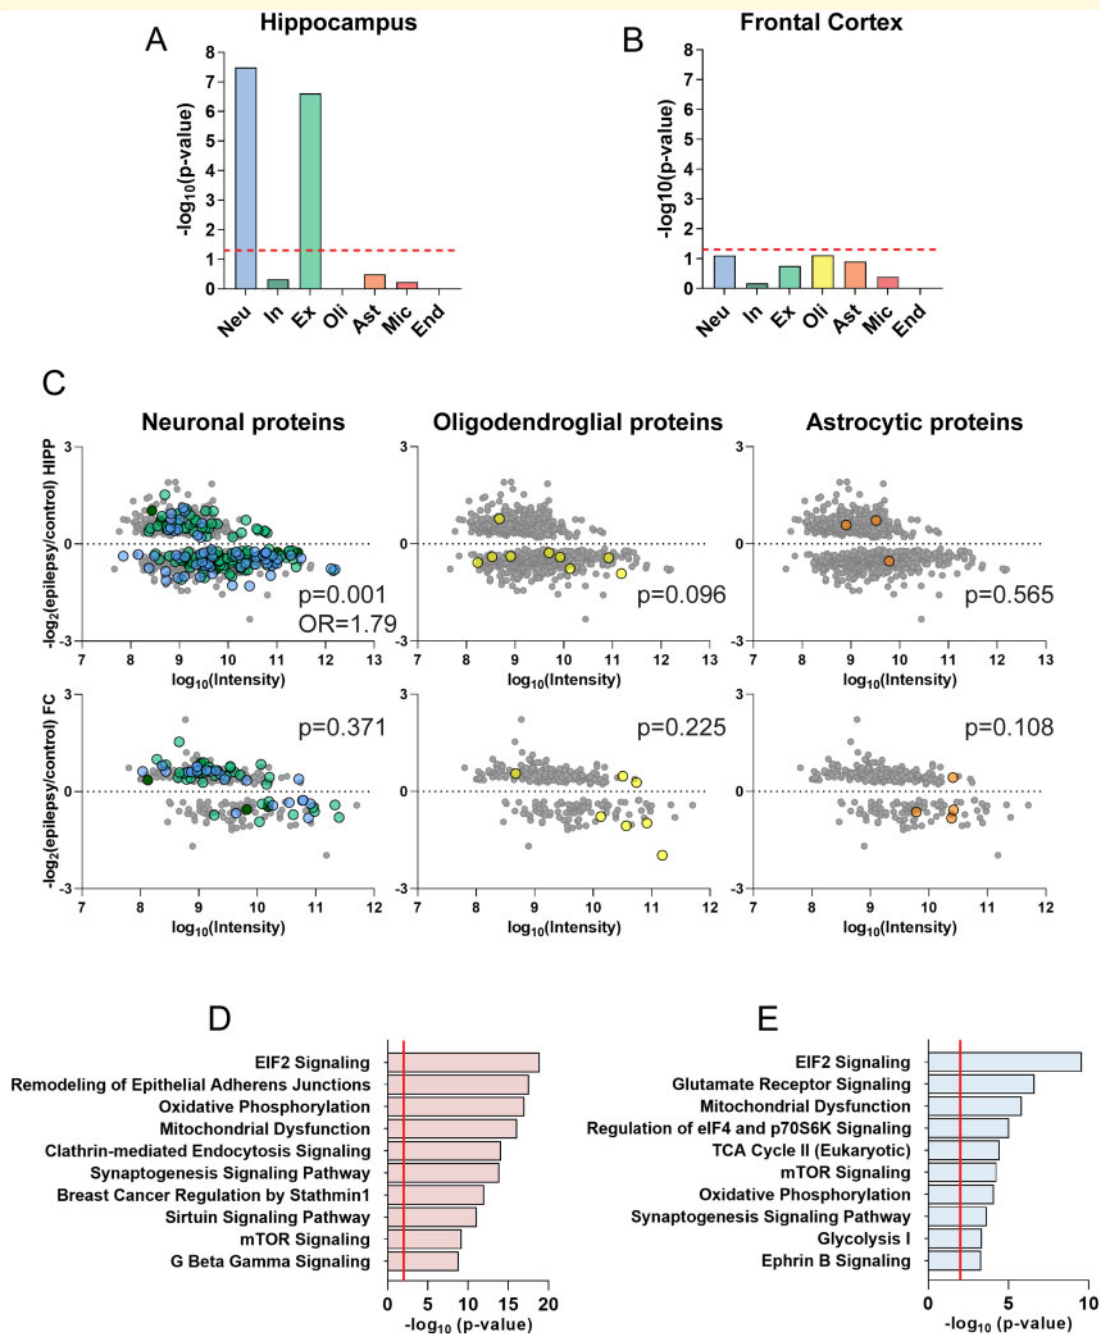 A
Hippocampus
-log10(p-value)
8
7
6
5
4
3
2
1
0
Neu
In
Ex
Oli
Ast
Mic
End
B
Frontal Cortex
-log10(p-value)
8
7
6
5
4
3
2
1
0
Neu
In
Ex
Oli
Ast
Mic
End
C
Neuronal proteins
-log2(epilepsy/control) HIPP
3
0
-3
p=0.001
OR=1.79
7 8 9 10 11 12 13
log10(Intensity)
Oligodendroglial proteins
3
0
-3
p=0.096
7 8 9 10 11 12 13
log10(Intensity)
Astrocytic proteins
3
0
-3
p=0.565
7 8 9 10 11 12 13
log10(Intensity)
-log2(epilepsy/control) FC
3
0
-3
p=0.371
7 8 9 10 11 12
log10(Intensity)
3
0
-3
p=0.225
7 8 9 10 11 12
log10(Intensity)
3
0
-3
p=0.108
7 8 9 10 11 12
log10(Intensity)
D
EIF2 Signaling
Remodeling of Epithelial Adherens Junctions
Oxidative Phosphorylation
Mitochondrial Dysfunction
Clathrin-mediated Endocytosis Signaling
Synaptogenesis Signaling Pathway
Breast Cancer Regulation by Stathmin1
Sirtuin Signaling Pathway
mTOR Signaling
G Beta Gamma Signaling
0 5 10 15 20
-log10 (p-value)
E
EIF2 Signaling
Glutamate Receptor Signaling
Mitochondrial Dysfunction
Regulation of eIF4 and p70S6K Signaling
TCA Cycle II (Eukaryotic)
mTOR Signaling
Oxidative Phosphorylation
Synaptogenesis Signaling Pathway
Glycolysis I
Ephrin B Signaling
0 5 10
-log10 (p-value)